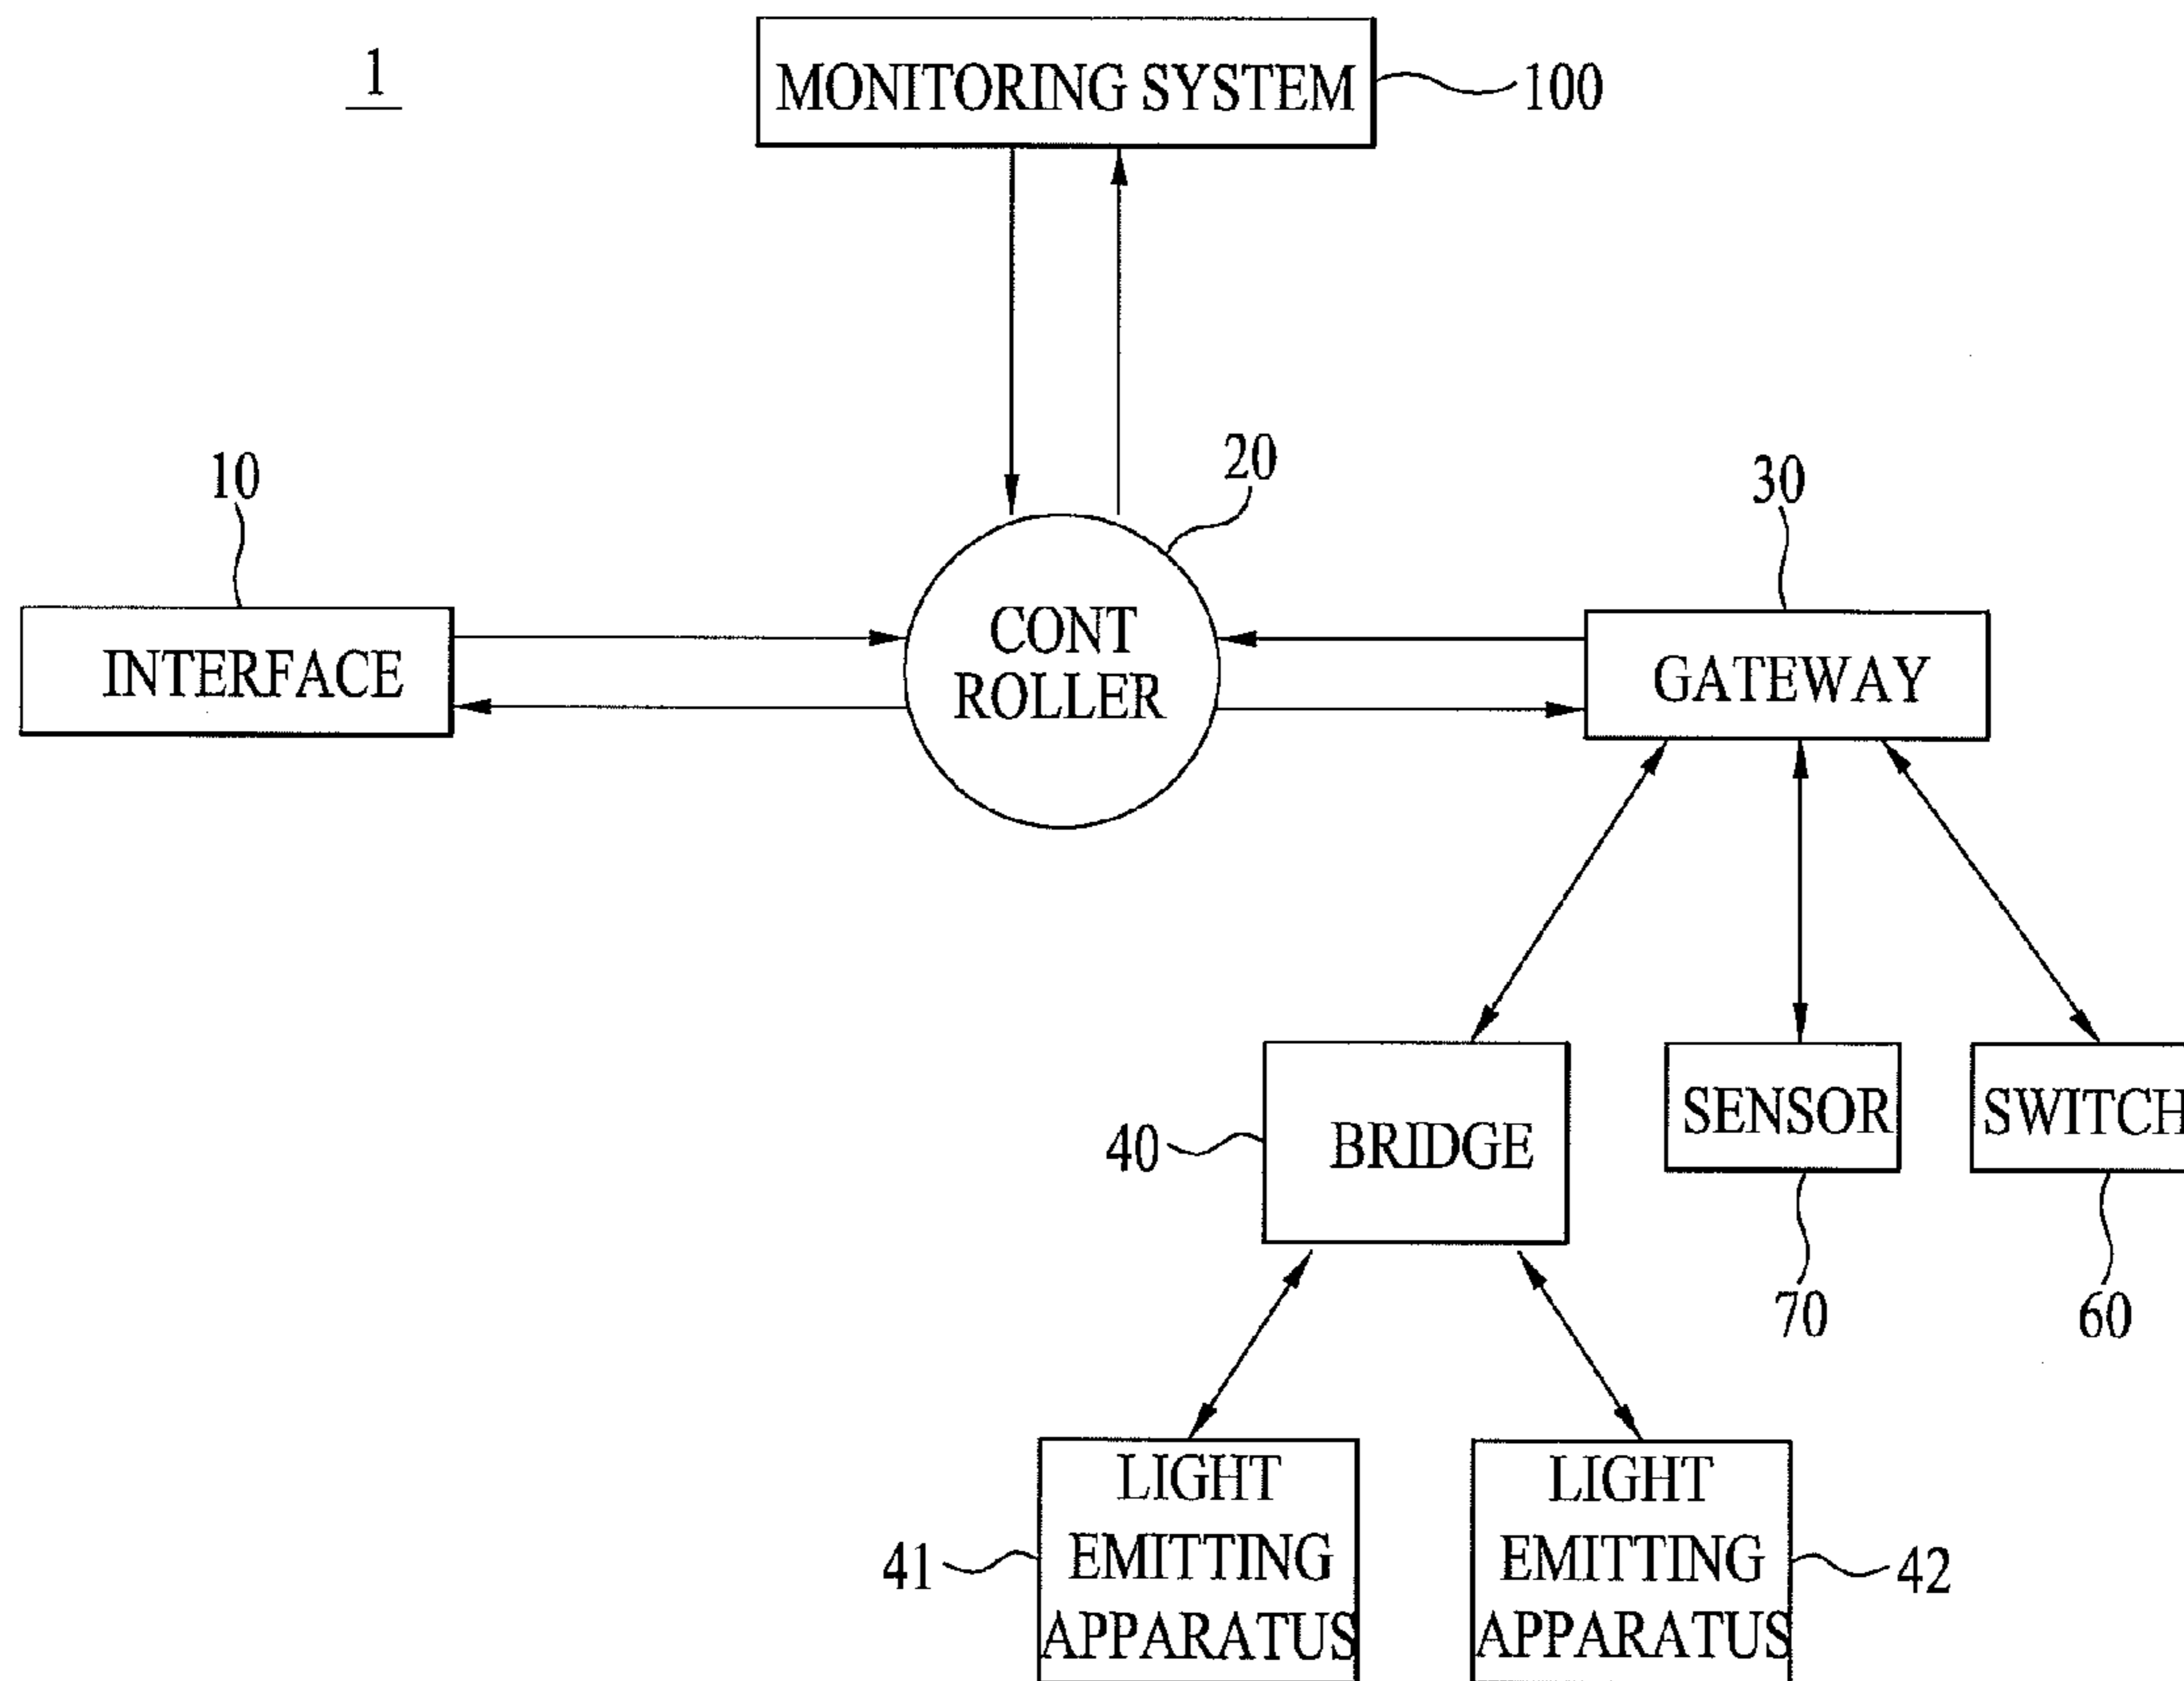 1
MONITORING SYSTEM
100
10
20
30
INTERFACE
CONT
ROLLER
GATEWAY
40
BRIDGE
SENSOR
SWITCH
70
60
41
LIGHT
EMITTING
APPARATUS
LIGHT
EMITTING
APPARATUS
42